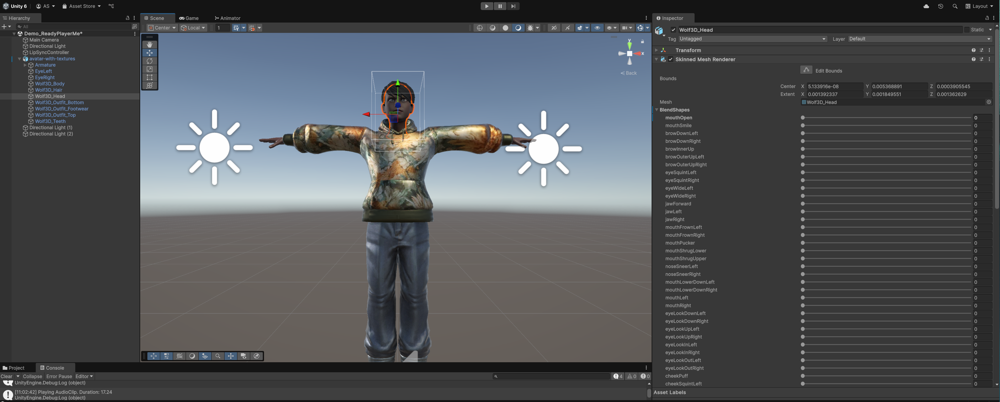 Unity 6 AS Asset Store Layout
Hierarchy
All
Demo_ReadyPlayerMe*
Main Camera
Directional Light
LipSyncController
avatar-with-textures
Armature
EyeLeft
EyeRight
Wolf3D_Body
Wolf3D_Hair
Wolf3D_Head
Wolf3D_Outfit_Bottom
Wolf3D_Outfit_Footwear
Wolf3D_Outfit_Top
Wolf3D_Teeth
Directional Light (1)
Directional Light (2)
Scene Game Animator
Center Local 1 2D
y
x
Back
Project Console
Clear Collapse Error Pause Editor 4 0 0
UnityEngine.Debug:Log (object)
[11:02:42] Playing AudioClip. Duration: 17.24
UnityEngine.Debug:Log (object)
Inspector
Wolf3D_Head Static
Tag Untagged Layer Default
Transform
Skinned Mesh Renderer
Edit Bounds
Bounds
Center X 5.133916e-08 Y 0.005368891 Z 0.0003905545
Extent X 0.001392337 Y 0.001849551 Z 0.001362629
Mesh Wolf3D_Head
BlendShapes
mouthOpen 0
mouthSmile 0
browDownLeft 0
browDownRight 0
browInnerUp 0
browOuterUpLeft 0
browOuterUpRight 0
eyeSquintLeft 0
eyeSquintRight 0
eyeWideLeft 0
eyeWideRight 0
jawForward 0
jawLeft 0
jawRight 0
mouthFrownLeft 0
mouthFrownRight 0
mouthPucker 0
mouthShrugLower 0
mouthShrugUpper 0
noseSneerLeft 0
noseSneerRight 0
mouthLowerDownLeft 0
mouthLowerDownRight 0
mouthLeft 0
mouthRight 0
eyeLookDownLeft 0
eyeLookDownRight 0
eyeLookUpLeft 0
eyeLookUpRight 0
eyeLookInLeft 0
eyeLookInRight 0
eyeLookOutLeft 0
eyeLookOutRight 0
cheekPuff 0
cheekSquintLeft 0
Asset Labels